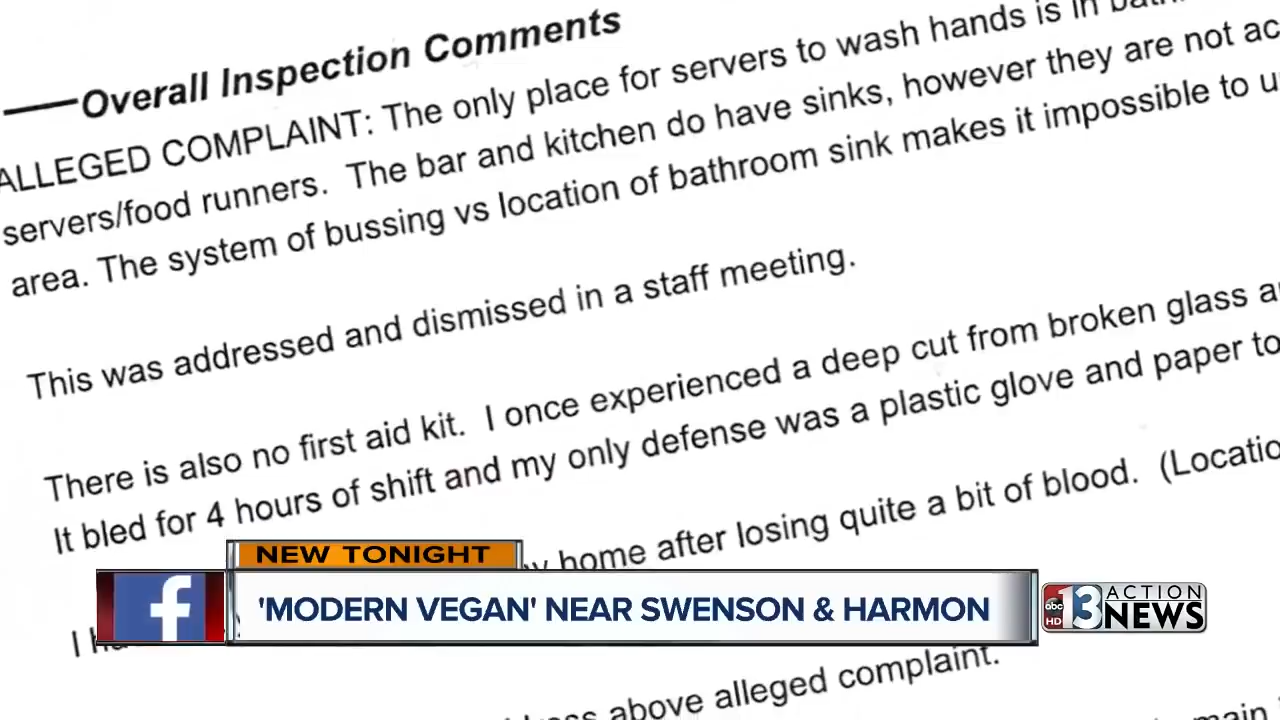 Overall Inspection Comments
ALLEGED COMPLAINT: The only place for servers to wash hands is in
servers/food runners. The bar and kitchen do have sinks, however they are not
area. The system of bussing vs location of bathroom sink makes it impossible to
This was addressed and dismissed in a staff meeting.
There is also no first aid kit. I once experienced a deep cut from broken glass
It bled for 4 hours of shift and my only defense was a plastic glove and paper
home after losing quite a bit of blood.
I
above alleged complaint.
NEW TONIGHT
f
'MODERN VEGAN' NEAR SWENSON & HARMON
abc HD 13 ACTION NEWS